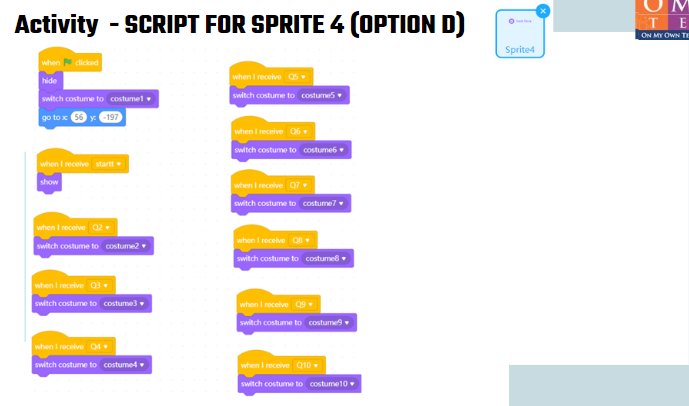 Activity - SCRIPT FOR SPRITE 4 (OPTION D)
when clicked
hide
switch costume to costume1
go to x: 56 y: -197
when I receive startt
show
when I receive Q2
switch costume to costume2
when I receive Q3
switch costume to costume3
when I receive Q4
switch costume to costume4
when I receive Q5
switch costume to costume5
when I receive Q6
switch costume to costume6
when I receive Q7
switch costume to costume7
when I receive Q8
switch costume to costume8
when I receive Q9
switch costume to costume9
when I receive Q10
switch costume to costume10
Sprite4
O M
T E
ON MY OWN TE